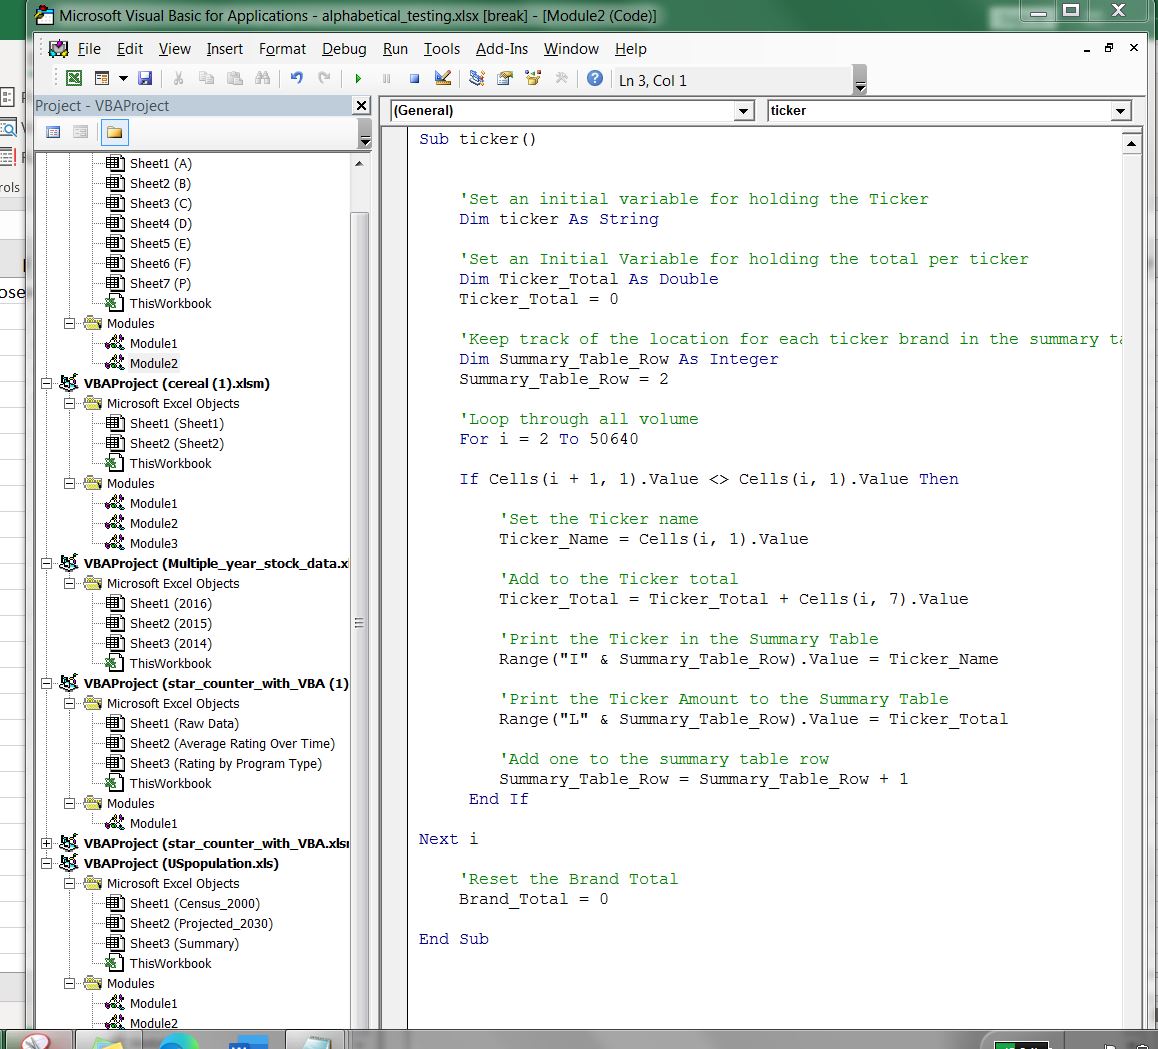 Microsoft Visual Basic for Applications - alphabetical_testing.xlsx [break] - [Module2 (Code)]
File Edit View Insert Format Debug Run Tools Add-Ins Window Help
Ln 3, Col 1
Project - VBAProject
(General)
ticker
rols
ose
Sheet1 (A)
Sheet2 (B)
Sheet3 (C)
Sheet4 (D)
Sheet5 (E)
Sheet6 (F)
Sheet7 (P)
ThisWorkbook
Modules
Module1
Module2
VBAProject (cereal (1).xlsm)
Microsoft Excel Objects
Sheet1 (Sheet1)
Sheet2 (Sheet2)
ThisWorkbook
Modules
Module1
Module2
Module3
VBAProject (Multiple_year_stock_data.xl
Microsoft Excel Objects
Sheet1 (2016)
Sheet2 (2015)
Sheet3 (2014)
ThisWorkbook
VBAProject (star_counter_with_VBA (1)
Microsoft Excel Objects
Sheet1 (Raw Data)
Sheet2 (Average Rating Over Time)
Sheet3 (Rating by Program Type)
ThisWorkbook
Modules
Module1
VBAProject (star_counter_with_VBA.xlsm
VBAProject (USpopulation.xls)
Microsoft Excel Objects
Sheet1 (Census_2000)
Sheet2 (Projected_2030)
Sheet3 (Summary)
ThisWorkbook
Modules
Module1
Module2
Sub ticker()
'Set an initial variable for holding the Ticker
Dim ticker As String
'Set an Initial Variable for holding the total per ticker
Dim Ticker_Total As Double
Ticker_Total = 0
'Keep track of the location for each ticker brand in the summary ta
Dim Summary_Table_Row As Integer
Summary_Table_Row = 2
'Loop through all volume
For i = 2 To 50640
If Cells(i + 1, 1).Value <> Cells(i, 1).Value Then
'Set the Ticker name
Ticker_Name = Cells(i, 1).Value
'Add to the Ticker total
Ticker_Total = Ticker_Total + Cells(i, 7).Value
'Print the Ticker in the Summary Table
Range("I" & Summary_Table_Row).Value = Ticker_Name
'Print the Ticker Amount to the Summary Table
Range("L" & Summary_Table_Row).Value = Ticker_Total
'Add one to the summary table row
Summary_Table_Row = Summary_Table_Row + 1
End If
Next i
'Reset the Brand Total
Brand_Total = 0
End Sub